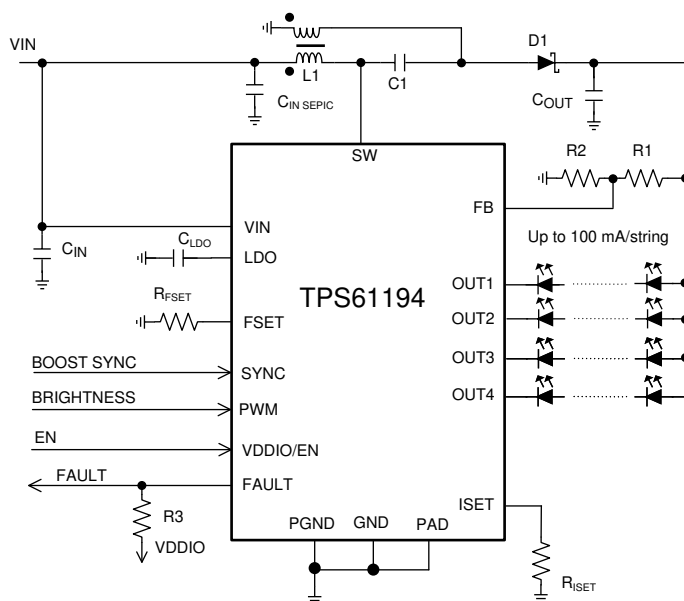 VIN
L1
C1
D1
C IN SEPIC
COUT
SW
R2
R1
FB
VIN
CIN
CLDO
LDO
Up to 100 mA/string
TPS61194
RFSET
FSET
OUT1
OUT2
OUT3
OUT4
BOOST SYNC
SYNC
BRIGHTNESS
PWM
EN
VDDIO/EN
FAULT
FAULT
ISET
R3
VDDIO
PGND
GND
PAD
RISET